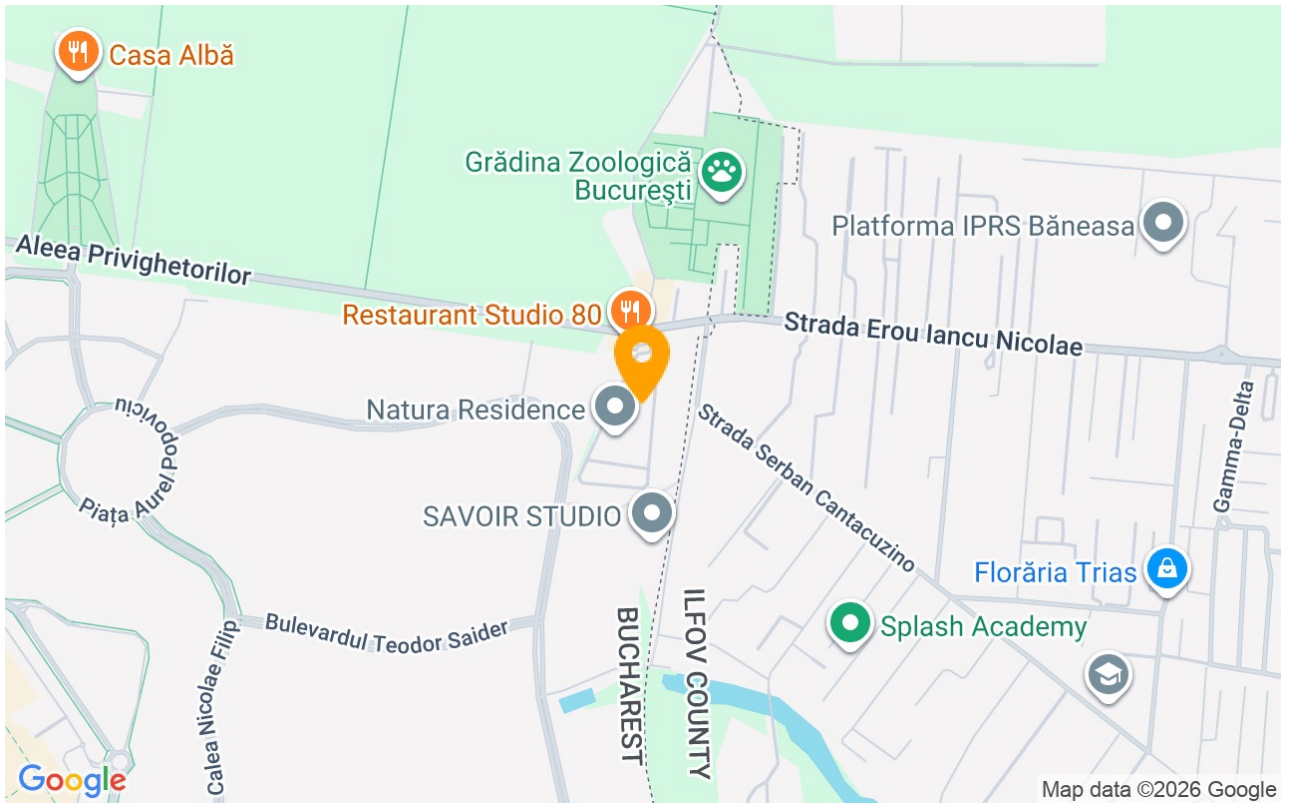 Casa Albă
Grădina Zoologică
București
Platforma IPRS Băneasa
Aleea Privighetorilor
Restaurant Studio 80
Strada Erou Iancu Nicolae
Natura Residence
Piața Aurel Popoviciu
Strada Serban Cantacuzino
Gamma-Delta
SAVOIR STUDIO
Florăria Trias
Splash Academy
Bulevardul Teodor Saider
Calea Nicolae Filip
BUCHAREST
ILFOV COUNTY
Google
Map data ©2026 Google